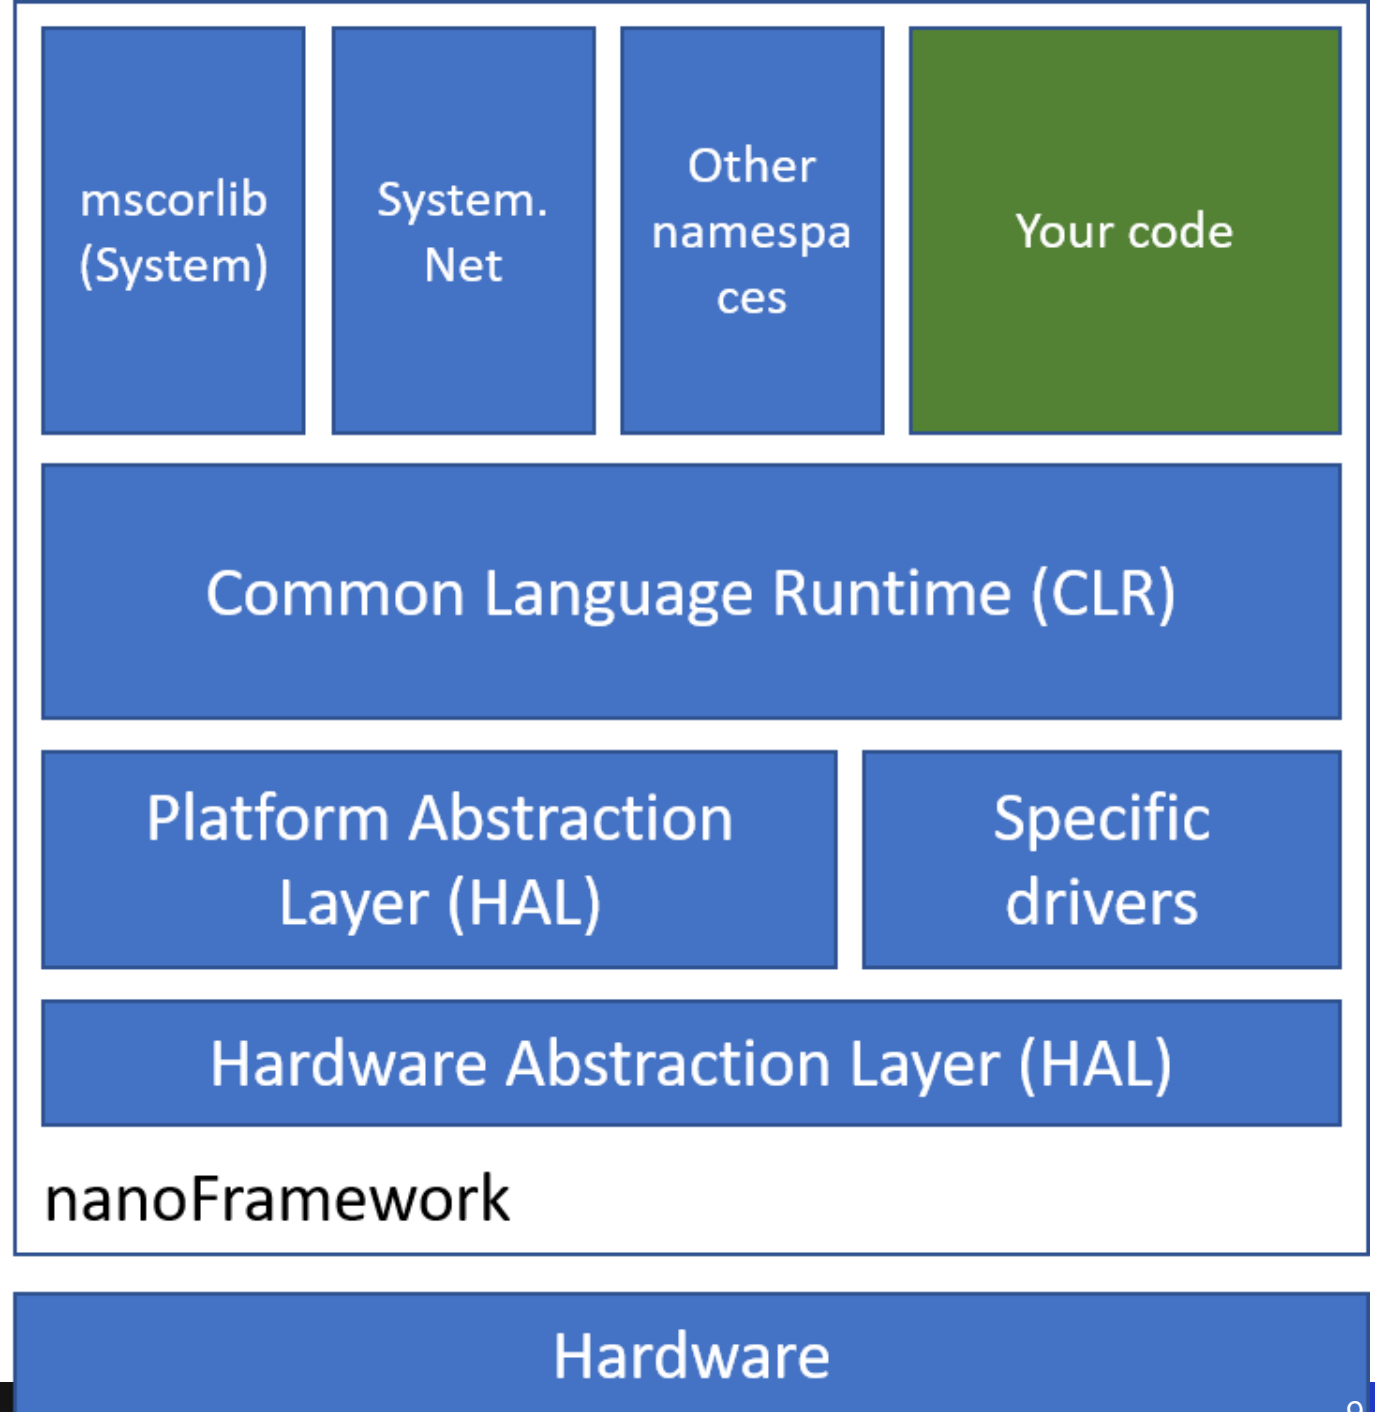 mscorlib
(System)
System.
Net
Other
namespa
ces
Your code
Common Language Runtime (CLR)
Platform Abstraction
Layer (HAL)
Specific
drivers
Hardware Abstraction Layer (HAL)
nanoFramework
Hardware